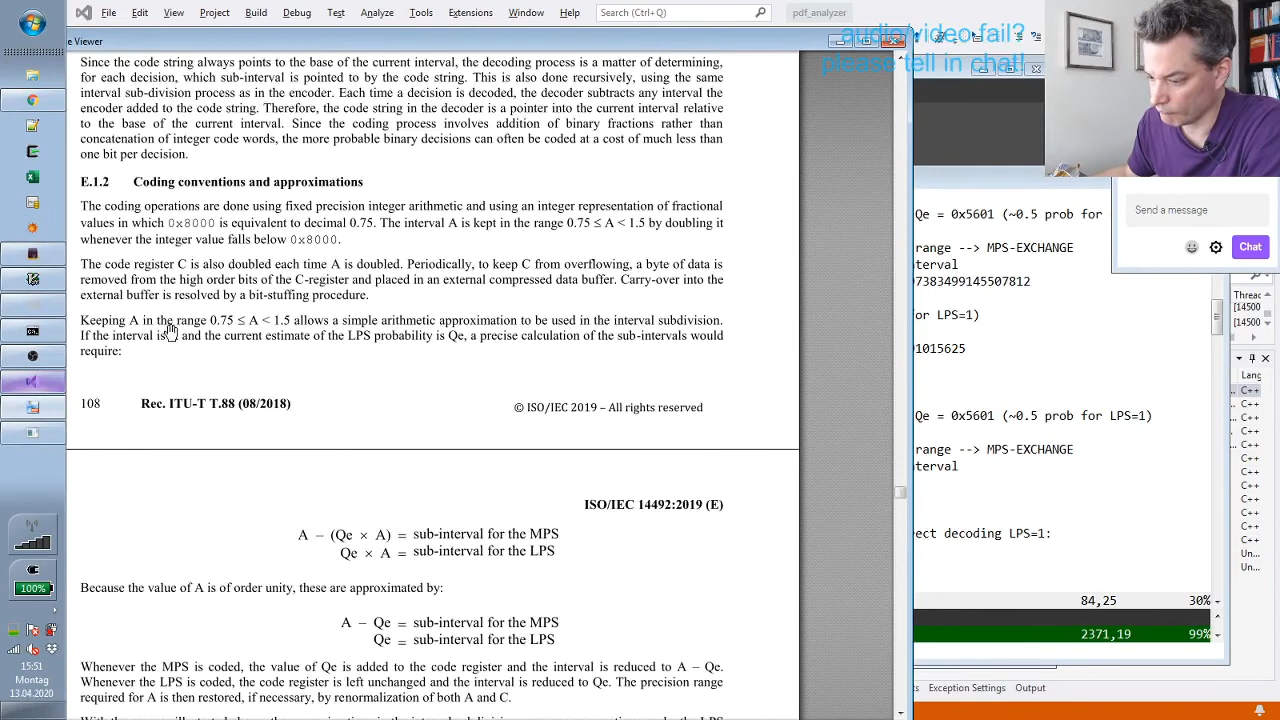 File Edit View Project Build Debug Test Analyze Tools Extensions Window Help Search (Ctrl+Q) pdf_analyzer
audio/video fail?
please tell in chat!
e Viewer
Since the code string always points to the base of the current interval, the decoding process is a matter of determining,
for each decision, which sub-interval is pointed to by the code string. This is also done recursively, using the same
interval sub-division process as in the encoder. Each time a decision is decoded, the decoder subtracts any interval the
encoder added to the code string. Therefore, the code string in the decoder is a pointer into the current interval relative
to the base of the current interval. Since the coding process involves addition of binary fractions rather than
concatenation of integer code words, the more probable binary decisions can often be coded at a cost of much less than
one bit per decision.
E.1.2 Coding conventions and approximations
The coding operations are done using fixed precision integer arithmetic and using an integer representation of fractional
values in which 0x8000 is equivalent to decimal 0.75. The interval A is kept in the range 0.75 ≤ A < 1.5 by doubling it
whenever the integer value falls below 0x8000.
The code register C is also doubled each time A is doubled. Periodically, to keep C from overflowing, a byte of data is
removed from the high order bits of the C-register and placed in an external compressed data buffer. Carry-over into the
external buffer is resolved by a bit-stuffing procedure.
Keeping A in the range 0.75 ≤ A < 1.5 allows a simple arithmetic approximation to be used in the interval subdivision.
If the interval is and the current estimate of the LPS probability is Qe, a precise calculation of the sub-intervals would
require:
108 Rec. ITU-T T.88 (08/2018) © ISO/IEC 2019 – All rights reserved
ISO/IEC 14492:2019 (E)
A − (Qe × A) = sub-interval for the MPS
Qe × A = sub-interval for the LPS
Because the value of A is of order unity, these are approximated by:
A − Qe = sub-interval for the MPS
Qe = sub-interval for the LPS
Whenever the MPS is coded, the value of Qe is added to the code register and the interval is reduced to A − Qe.
Whenever the LPS is coded, the code register is left unchanged and the interval is reduced to Qe. The precision range
required for A is then restored, if necessary, by renormalization of both A and C.
Send a message
Chat
Qe = 0x5601 (~0.5 prob for
range --> MPS-EXCHANGE
terval
9738349145507812
or LPS=1)
01015625
Qe = 0x5601 (~0.5 prob for LPS=1)
range --> MPS-EXCHANGE
terval
ect decoding LPS=1:
84,25 30%
2371,19 99%
Threac
[14500
[14500
Lang
C++
C++
C++
C++
C++
C++
C++
C++
C++
C++
C++
C++
Un...
Un...
ts Exception Settings Output
100%
15:51
Montag
13.04.2020